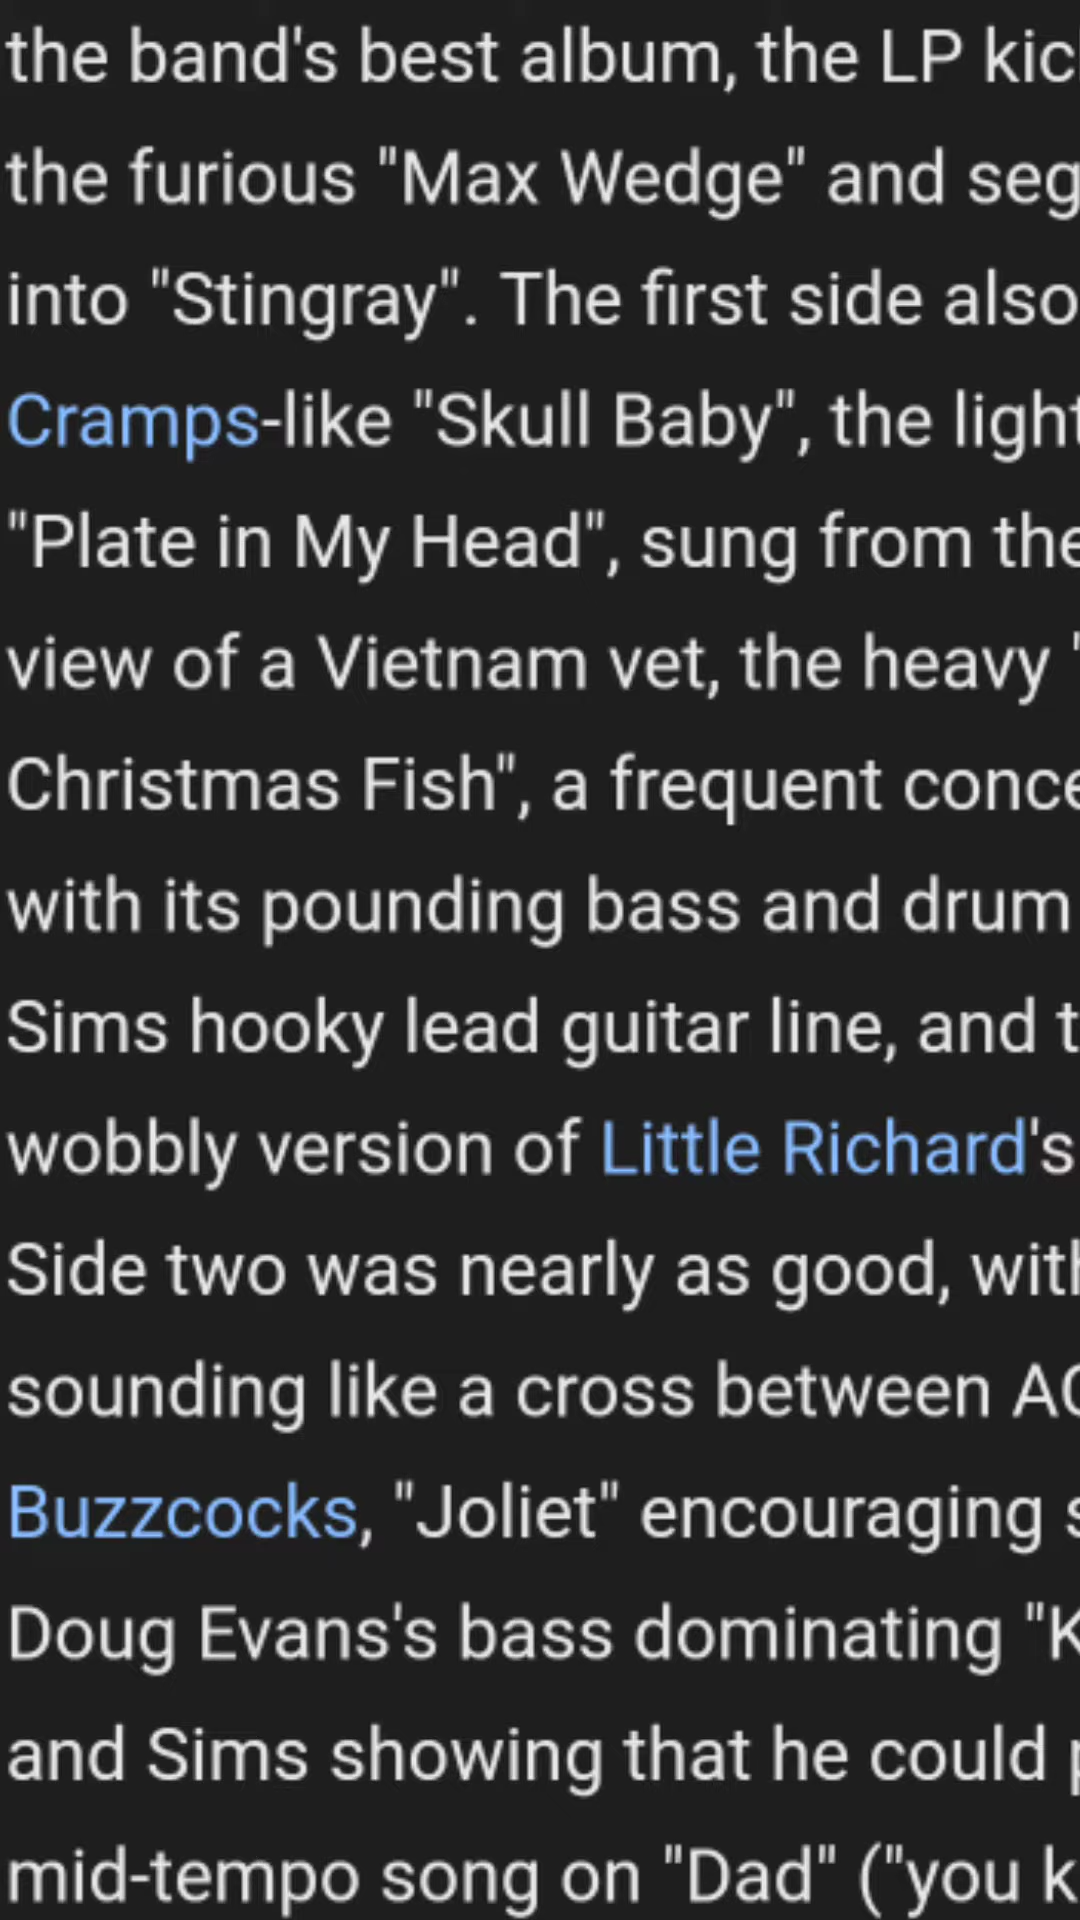 the band's best album, the LP kic
the furious "Max Wedge" and seg
into "Stingray". The first side also
Cramps-like "Skull Baby", the light
"Plate in My Head", sung from the
view of a Vietnam vet, the heavy "
Christmas Fish", a frequent conce
with its pounding bass and drum
Sims hooky lead guitar line, and t
wobbly version of Little Richard's
Side two was nearly as good, with
sounding like a cross between AC
Buzzcocks, "Joliet" encouraging s
Doug Evans's bass dominating "K
and Sims showing that he could p
mid-tempo song on "Dad" ("you k